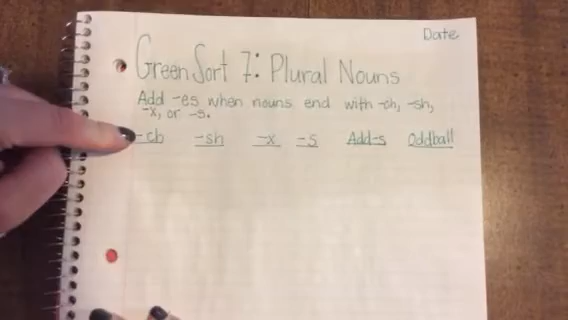 Date
Green Sort 7: Plural Nouns
Add -es when nouns end with -ch, -sh,
-x, or -s.
-ch -sh -x -s Add-s Oddball